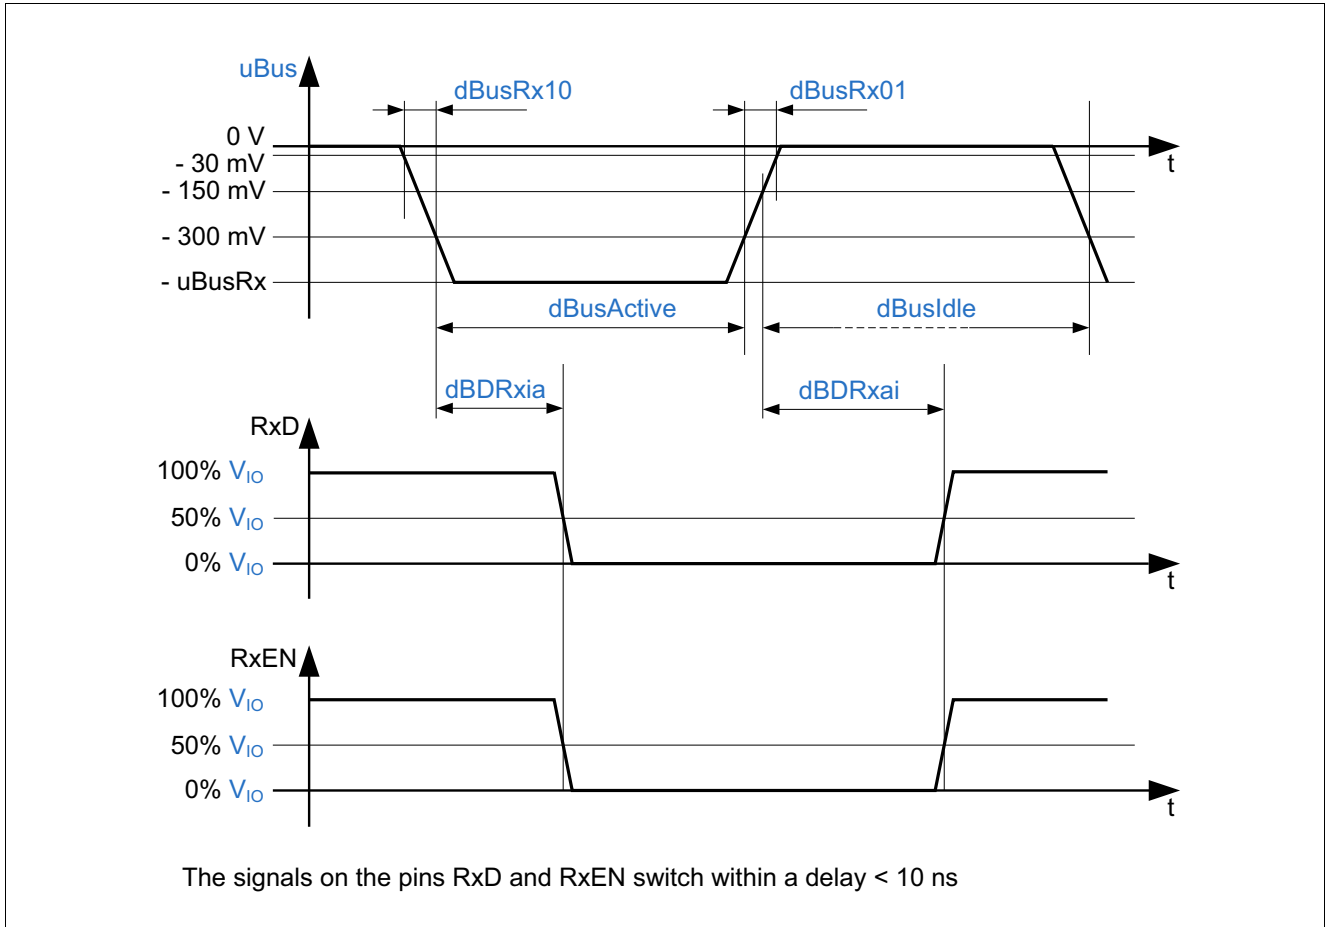 uBus
dBusRx10
dBusRx01
0 V
t
- 30 mV
- 150 mV
- 300 mV
- uBusRx
dBusActive
dBusIdle
dBDRxia
dBDRxai
RxD
100% VIO
50% VIO
0% VIO
t
RxEN
100% VIO
50% VIO
0% VIO
t
The signals on the pins RxD and RxEN switch within a delay < 10 ns